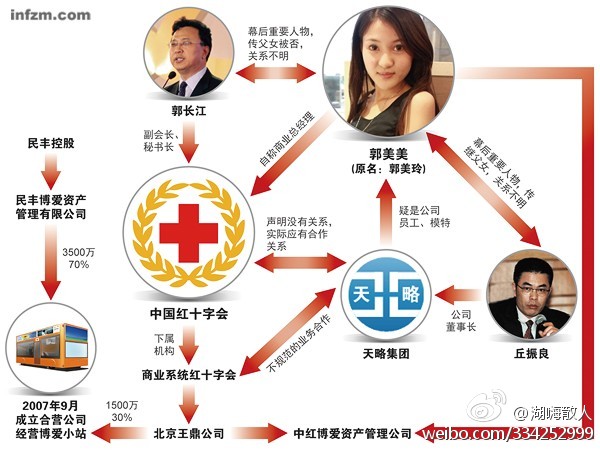 infzm.com
幕后重要人物，
传父女被否，
关系不明
郭长江
郭美美
(原名：郭美玲)
副会长、
秘书长
自称商业总经理
幕后重要人物，传
继父女，关系不明
民丰控股
民丰博爱资产
管理有限公司
3500万
70%
声明没有关系，
实际应有合作
关系
疑是公司
员工、模特
天略
公司
董事长
中国红十字会
天略集团
丘振良
下属
机构
不规范的业务合作
商业系统红十字会
2007年9月
成立合营公司
经营博爱小站
1500万
30%
北京王鼎公司
中红博爱资产管理公司
@湖嗨散人
weibo.com/334252999